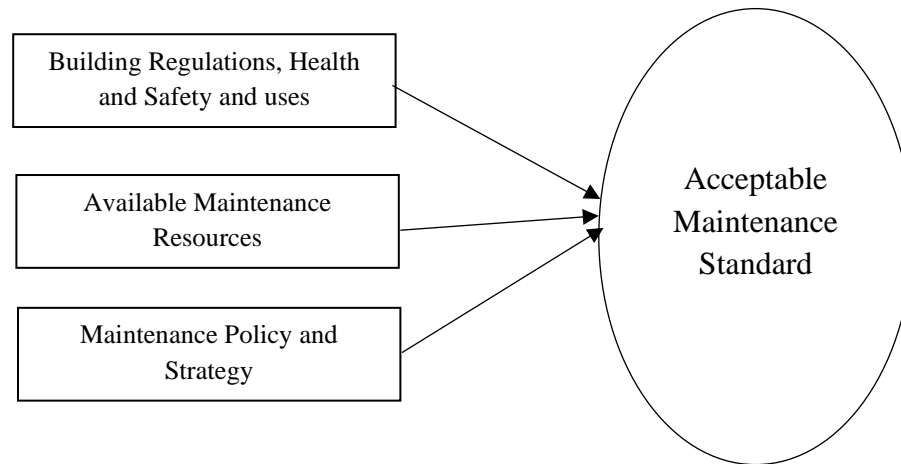 Building Regulations, Health
and Safety and uses
Available Maintenance
Resources
Maintenance Policy and
Strategy
Acceptable
Maintenance
Standard